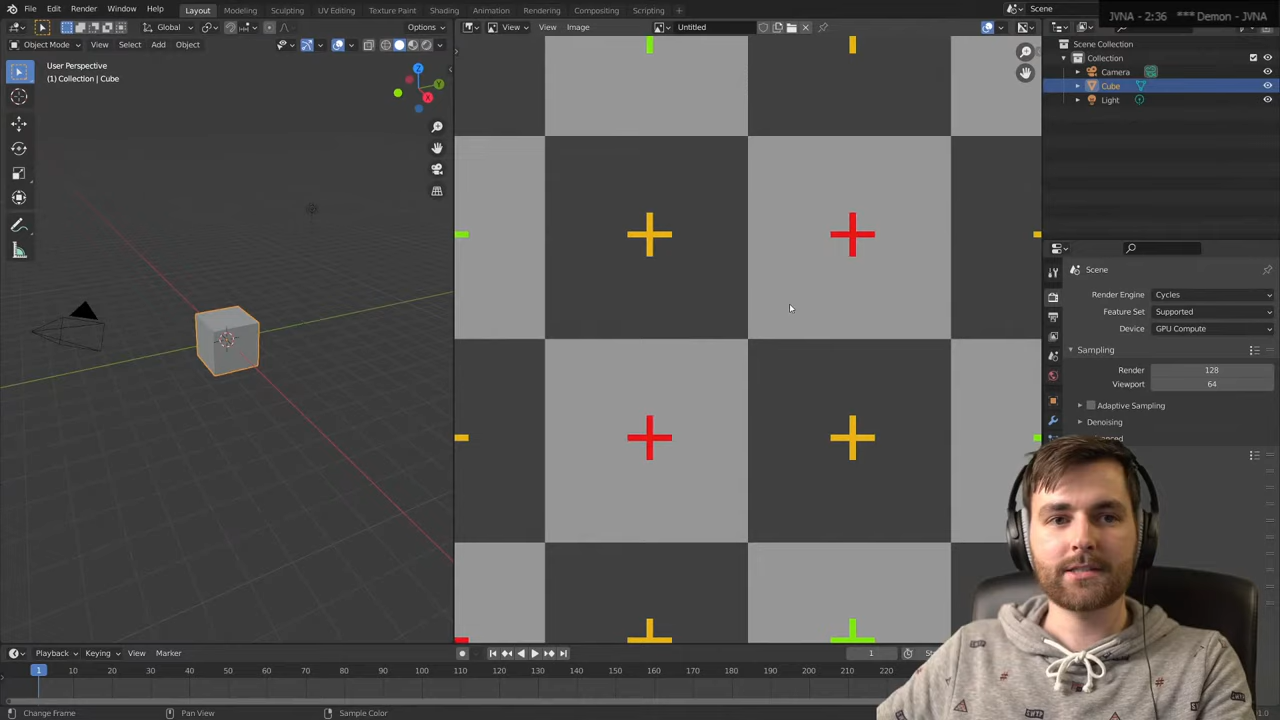 File Edit Render Window Help Layout Modeling Sculpting UV Editing Texture Paint Shading Animation Rendering Compositing Scripting + Scene
JVNA - 2:36 *** Demon - JVNA
Global Options View View Image Untitled
Object Mode View Select Add Object
User Perspective
(1) Collection | Cube
Z
Y
X
Scene Collection
Collection
Camera
Cube
Light
Scene
Render Engine Cycles
Feature Set Supported
Device GPU Compute
Sampling
Render 128
Viewport 64
Adaptive Sampling
Denoising
Playback Keying View Marker 1
1 10 20 30 40 50 60 70 80 90 100 110 120 130 140 150 160 170 180 190 200 210 220
Change Frame Pan View Sample Color